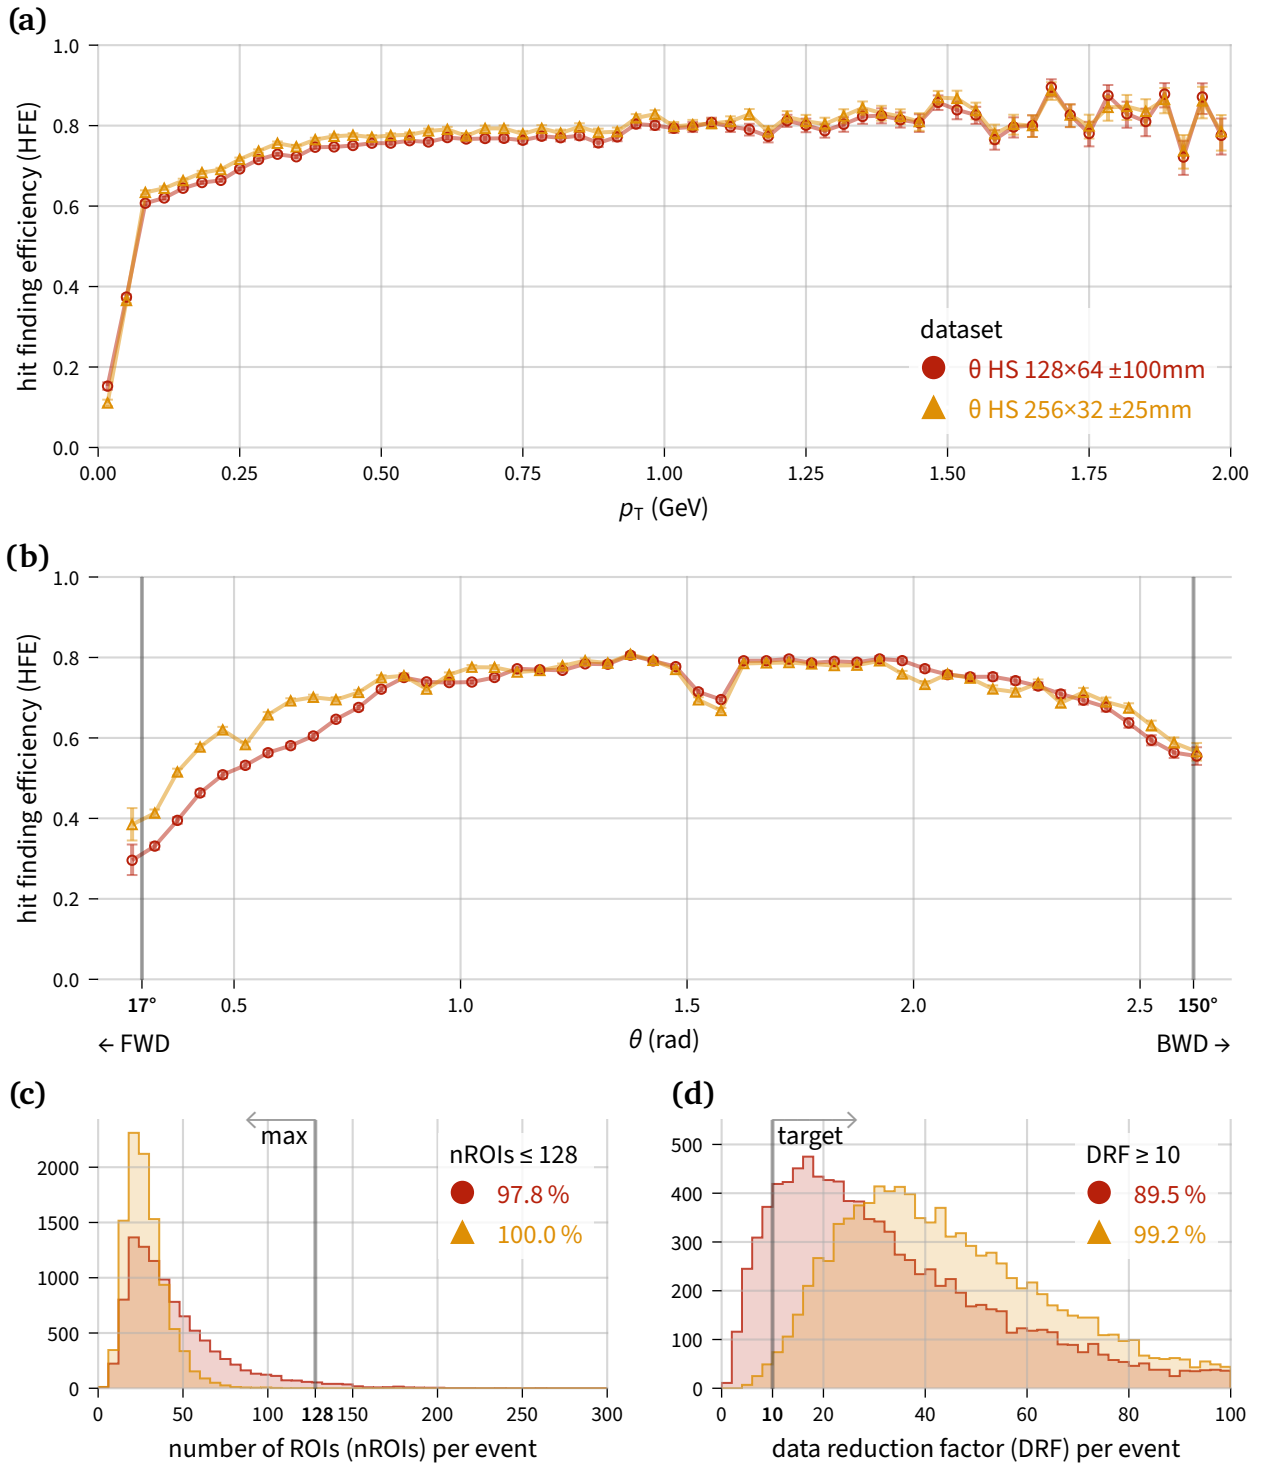 (a)
1.0
0.8
0.6
0.4
0.2
0.0
hit finding efficiency (HFE)
dataset
θ HS 128×64 ±100mm
θ HS 256×32 ±25mm
0.00 0.25 0.50 0.75 1.00 1.25 1.50 1.75 2.00
pT (GeV)
(b)
1.0
0.8
0.6
0.4
0.2
0.0
hit finding efficiency (HFE)
17° 0.5 1.0 1.5 2.0 2.5 150°
← FWD θ (rad) BWD →
(c)
max
nROIs ≤ 128
97.8 %
100.0 %
2000
1500
1000
500
0
0 50 100 128 150 200 250 300
number of ROIs (nROIs) per event
(d)
target
DRF ≥ 10
89.5 %
99.2 %
500
400
300
200
100
0
0 10 20 40 60 80 100
data reduction factor (DRF) per event